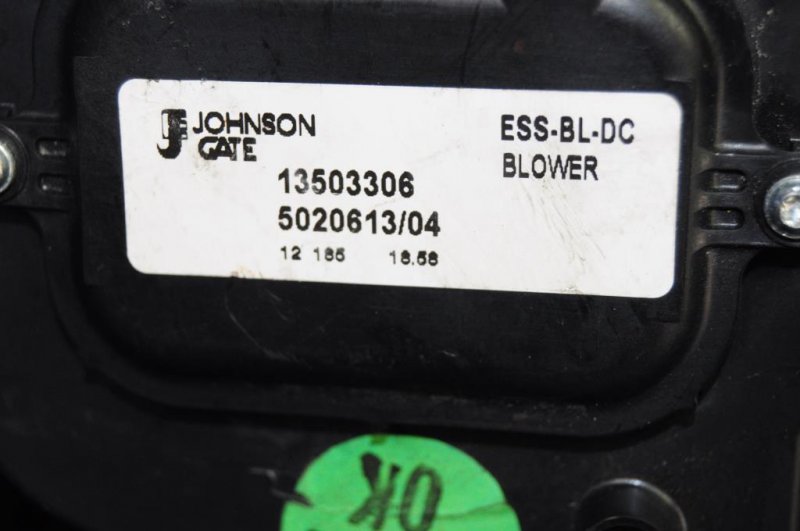 JOHNSON
GATE
ESS-BL-DC
BLOWER
13503306
5020613/04
12 185 18.58
OK